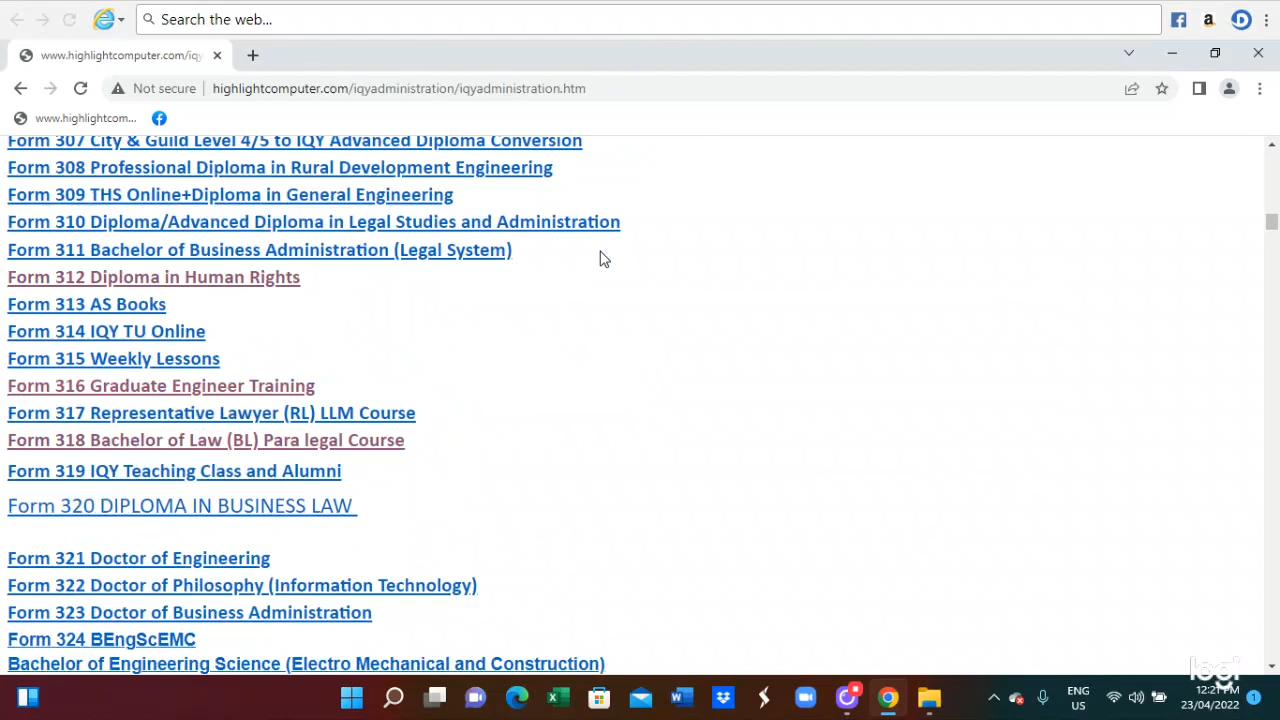 Search the web...
www.highlightcomputer.com/iqy
Not secure
highlightcomputer.com/iqyadministration/iqyadministration.htm
www.highlightcom...
Form 307 City & Guild Level 4/5 to IQY Advanced Diploma Conversion
Form 308 Professional Diploma in Rural Development Engineering
Form 309 THS Online+Diploma in General Engineering
Form 310 Diploma/Advanced Diploma in Legal Studies and Administration
Form 311 Bachelor of Business Administration (Legal System)
Form 312 Diploma in Human Rights
Form 313 AS Books
Form 314 IQY TU Online
Form 315 Weekly Lessons
Form 316 Graduate Engineer Training
Form 317 Representative Lawyer (RL) LLM Course
Form 318 Bachelor of Law (BL) Para legal Course
Form 319 IQY Teaching Class and Alumni
Form 320 DIPLOMA IN BUSINESS LAW
Form 321 Doctor of Engineering
Form 322 Doctor of Philosophy (Information Technology)
Form 323 Doctor of Business Administration
Form 324 BEngScEMC
Bachelor of Engineering Science (Electro Mechanical and Construction)
logi
ENG
US
12:21 PM
23/04/2022
1